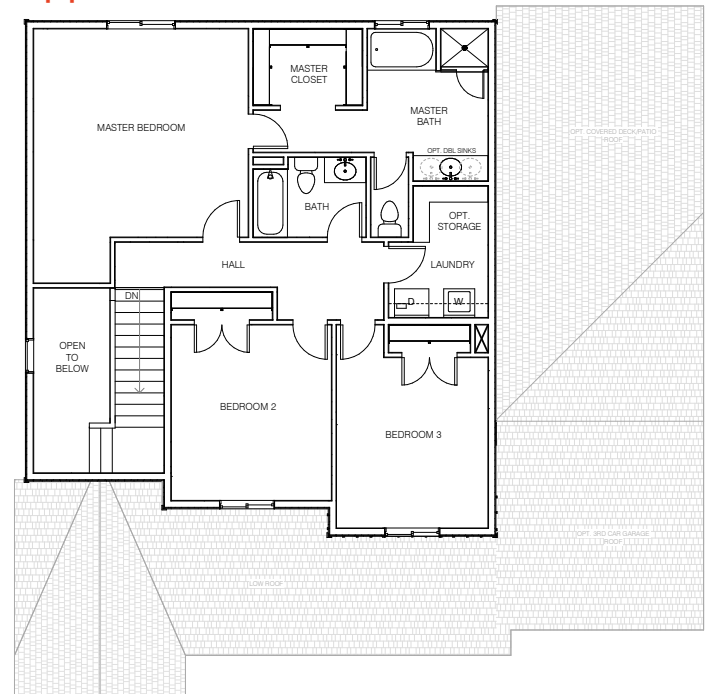 MASTER
CLOSET
MASTER BEDROOM
MASTER
BATH
OPT. COVERED DECK/PATIO
ROOF
OPT. DBL SINKS
BATH
OPT.
STORAGE
HALL
LAUNDRY
DN
D
W
OPEN
TO
BELOW
BEDROOM 2
BEDROOM 3
OPT. 3RD CAR GARAGE
ROOF
LOW ROOF